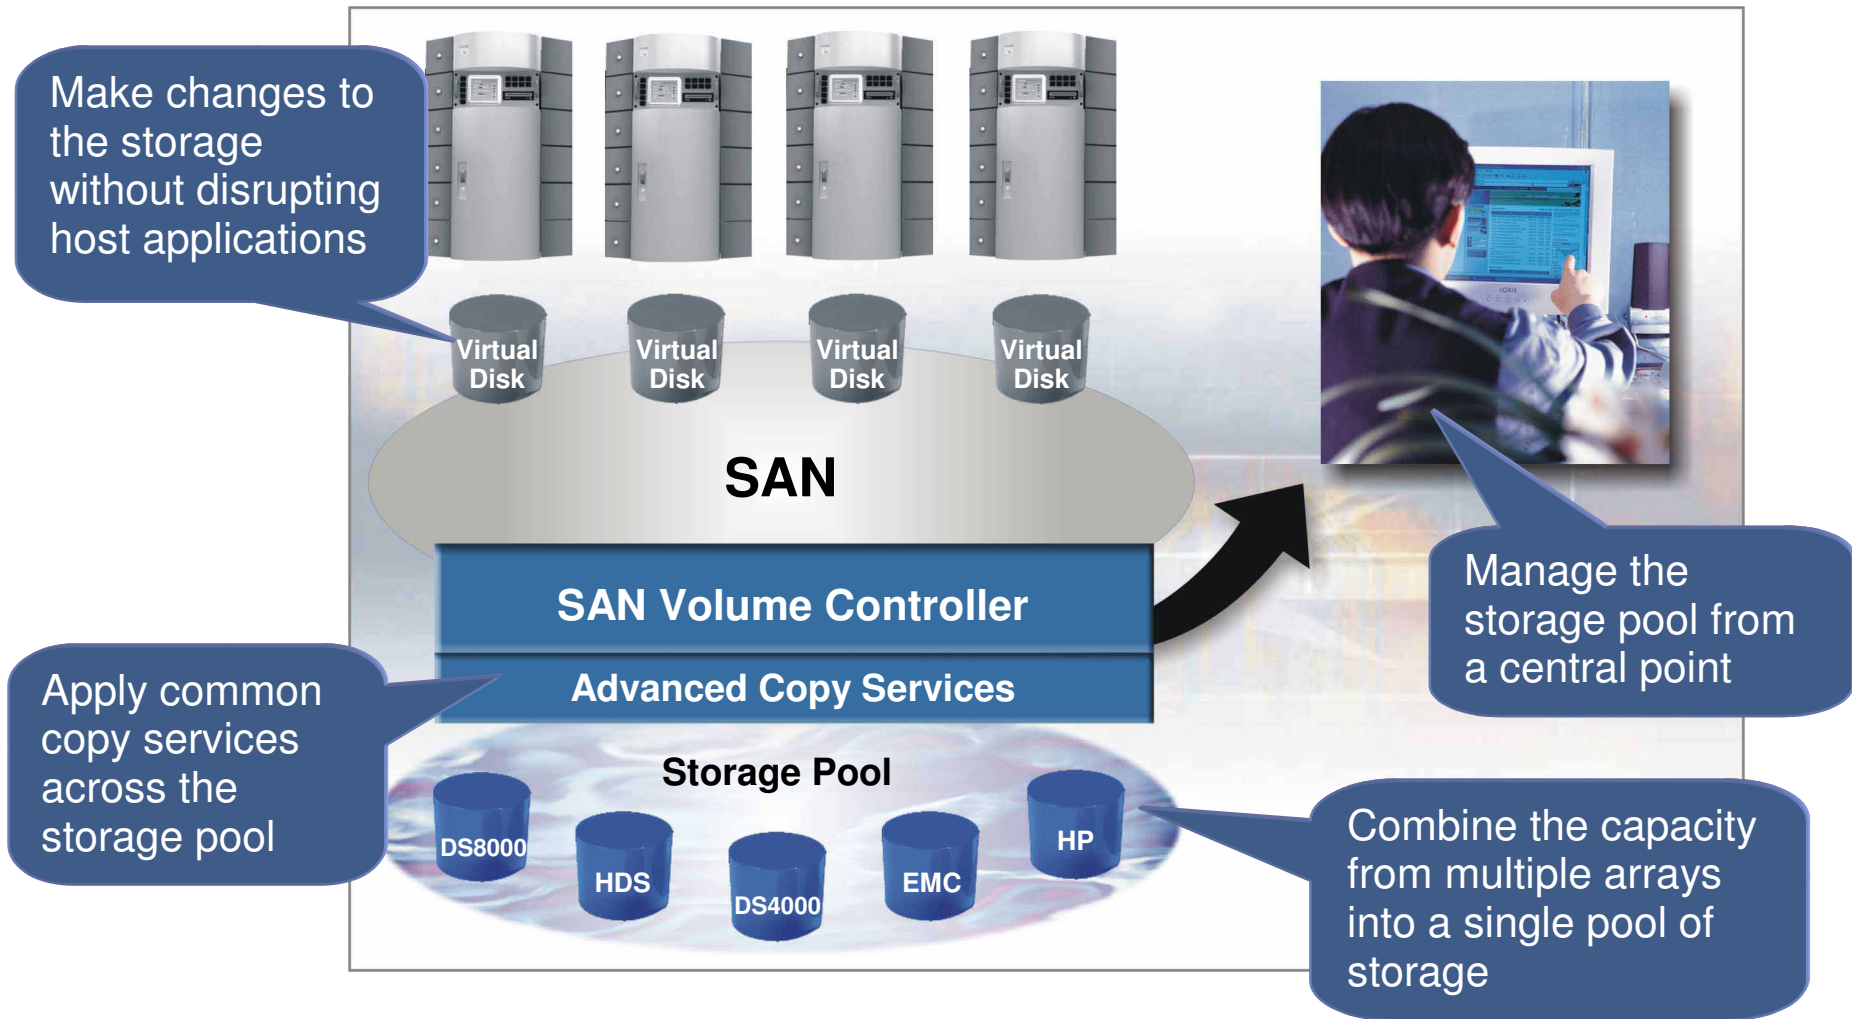 Make changes to
the storage
without disrupting
host applications
Virtual
Disk
Virtual
Disk
Virtual
Disk
Virtual
Disk
SAN
SAN Volume Controller
Advanced Copy Services
Manage the
storage pool from
a central point
Apply common
copy services
across the
storage pool
Storage Pool
DS8000
HDS
DS4000
EMC
HP
Combine the capacity
from multiple arrays
into a single pool of
storage